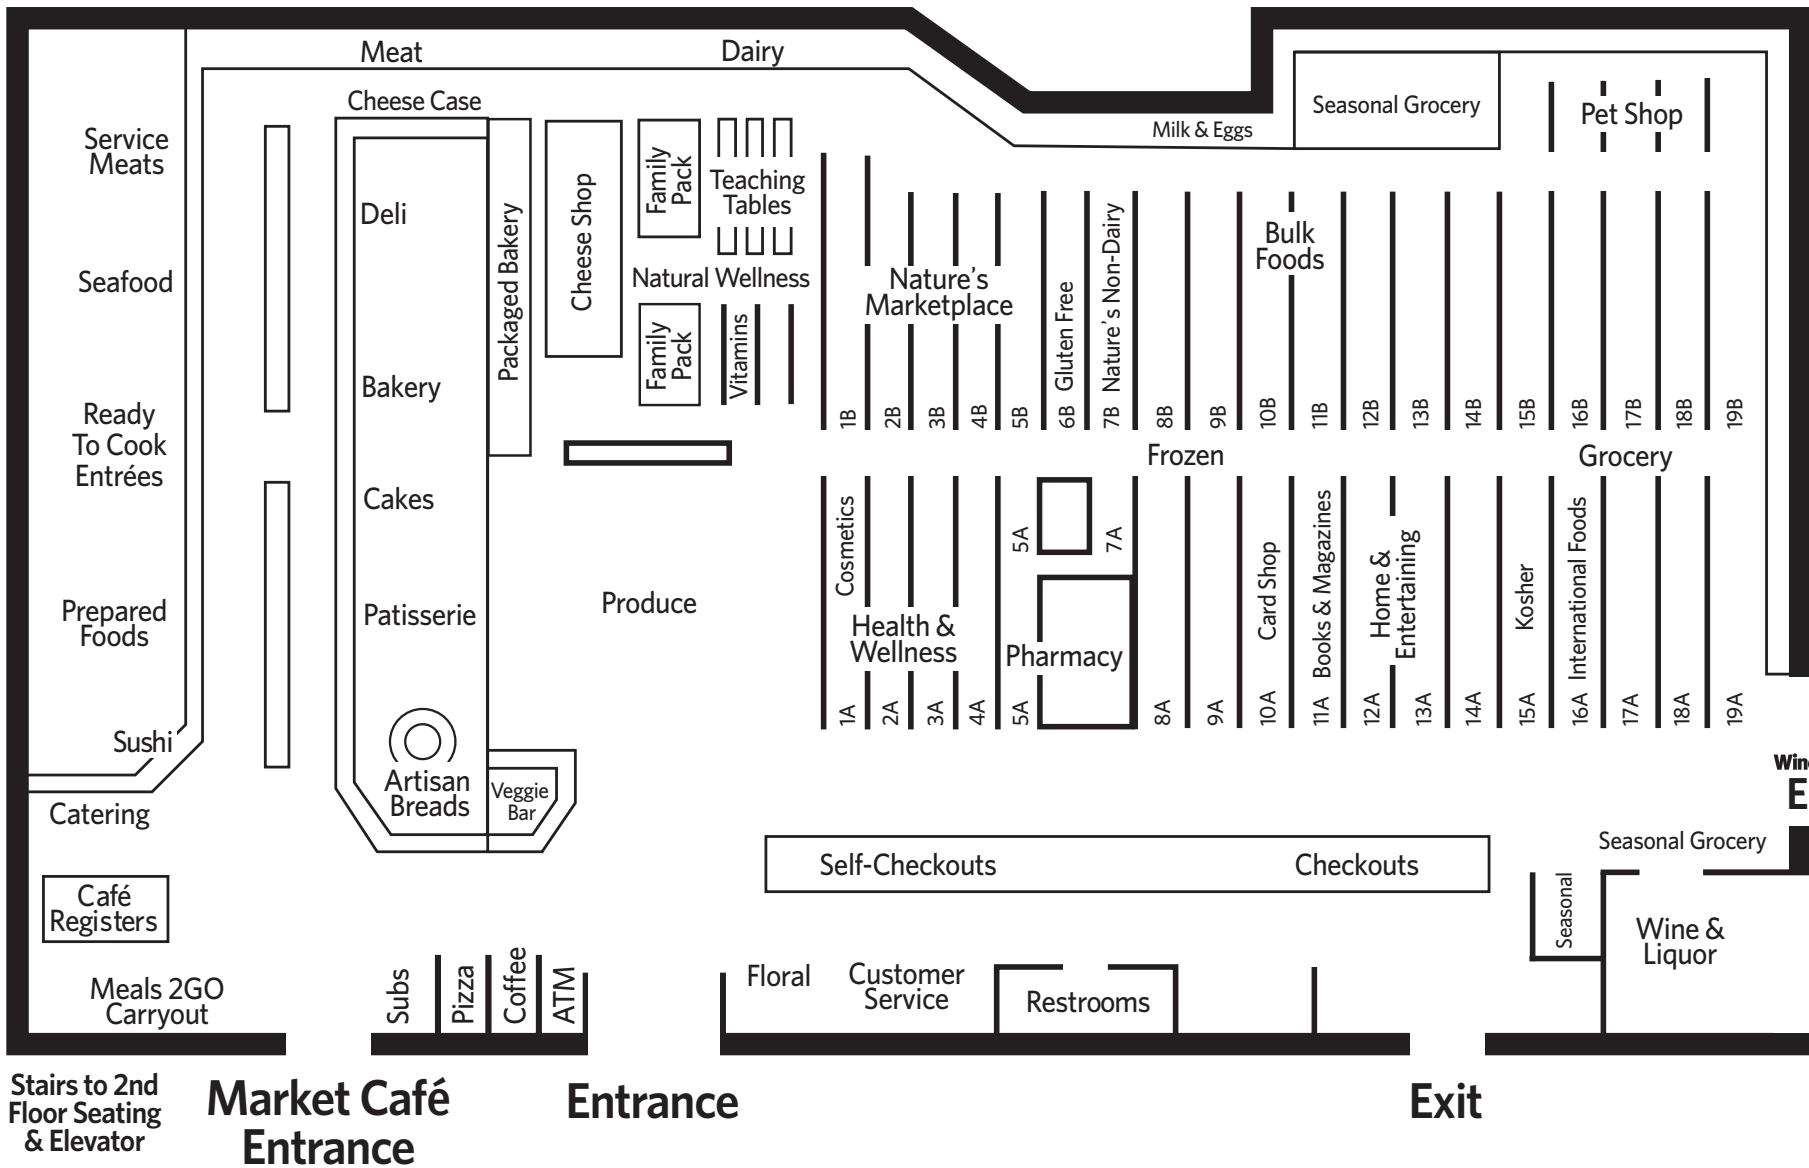 Meat
Dairy
Cheese Case
Seasonal Grocery
Pet Shop
Milk & Eggs
Service
Meats
Seafood
Ready
To Cook
Entrées
Prepared
Foods
Sushi
Catering
Café
Registers
Meals 2GO
Carryout
Deli
Bakery
Cakes
Patisserie
Artisan
Breads
Veggie
Bar
Packaged Bakery
Cheese Shop
Family
Pack
Teaching
Tables
Natural Wellness
Family
Pack
Vitamins
Produce
Nature's
Marketplace
Gluten Free
Nature's Non-Dairy
Bulk
Foods
1B
2B
3B
4B
5B
6B
7B
8B
9B
10B
11B
12B
13B
14B
15B
16B
17B
18B
19B
Frozen
Grocery
Cosmetics
5A
7A
Health &
Wellness
Pharmacy
Card Shop
Books & Magazines
Home &
Entertaining
Kosher
International Foods
1A
2A
3A
4A
5A
8A
9A
10A
11A
12A
13A
14A
15A
16A
17A
18A
19A
E
Self-Checkouts
Checkouts
Seasonal Grocery
Seasonal
Wine &
Liquor
Subs
Pizza
Coffee
ATM
Floral
Customer
Service
Restrooms
Stairs to 2nd
Floor Seating
& Elevator
Market Café
Entrance
Entrance
Exit